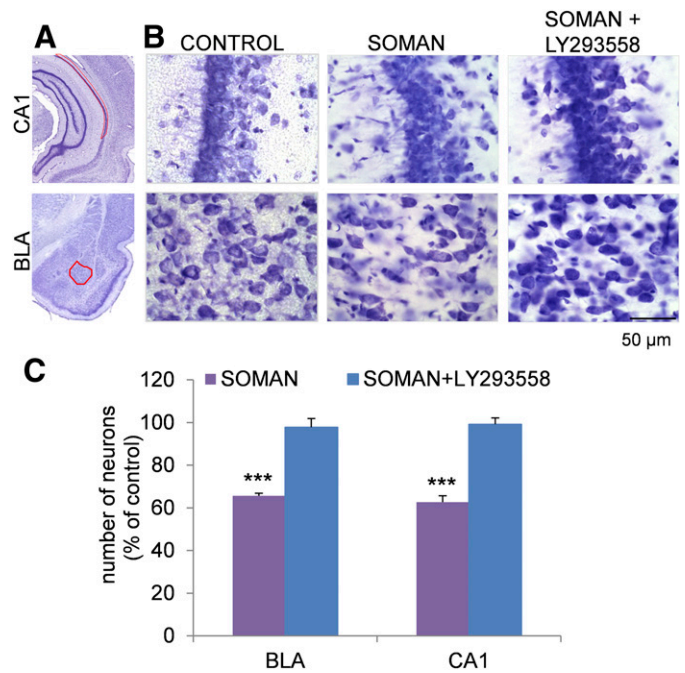 A
B
CONTROL
SOMAN
SOMAN +
LY293558
CA1
BLA
50 µm
C
SOMAN
SOMAN+LY293558
number of neurons
(% of control)
120
100
80
60
40
20
0
***
***
BLA
CA1